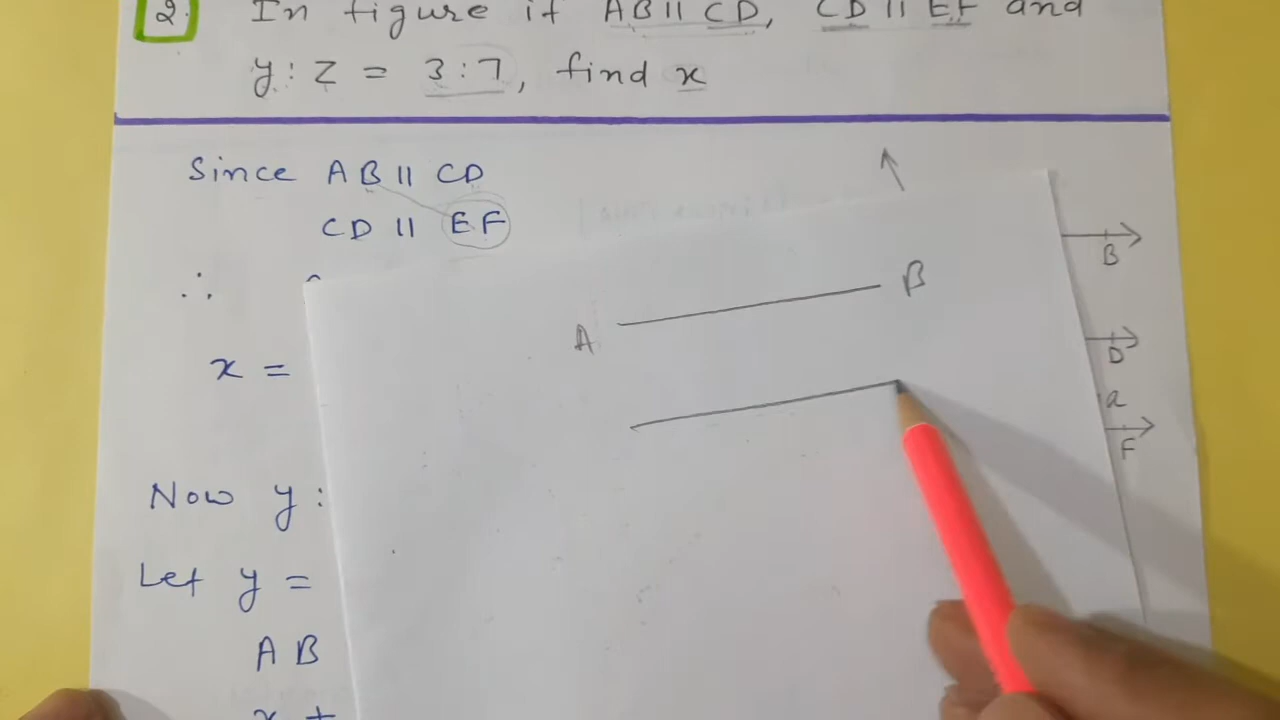 2. In figure if AB || CD, CD || EF and
y : z = 3 : 7, find x
Since AB || CD
CD || EF
∴
x =
Now y :
Let y =
AB
x +
A B
B
D
a
F